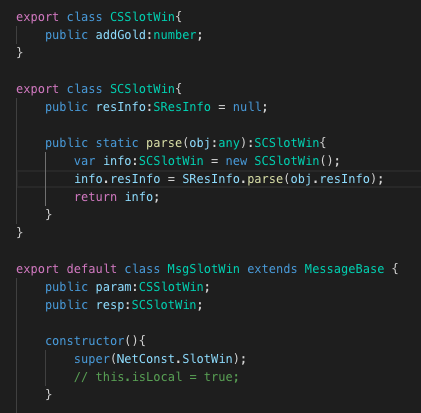 export class CSSlotWin{
    public addGold:number;
}

export class SCSlotWin{
    public resInfo:SResInfo = null;

    public static parse(obj:any):SCSlotWin{
        var info:SCSlotWin = new SCSlotWin();
        info.resInfo = SResInfo.parse(obj.resInfo);
        return info;
    }
}

export default class MsgSlotWin extends MessageBase {
    public param:CSSlotWin;
    public resp:SCSlotWin;

    constructor(){
        super(NetConst.SlotWin);
        // this.isLocal = true;
    }